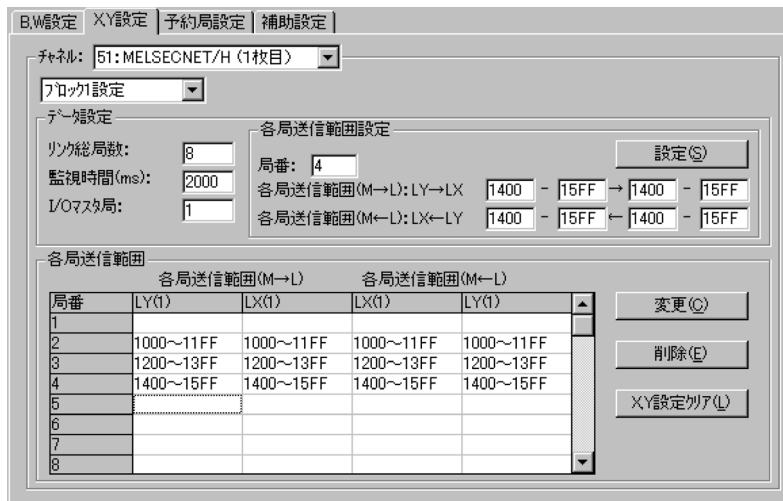 B,W設定 X,Y設定 予約局設定 補助設定
ﾁｬﾈﾙ: 51:MELSECNET/H (1枚目)
ﾌﾞﾛｯｸ1設定
ﾃﾞｰﾀ設定
ﾘﾝｸ総局数: 8
監視時間(ms): 2000
I/Oﾏｽﾀ局: 1
各局送信範囲設定
局番: 4 設定(S)
各局送信範囲(M→L):LY→LX 1400 - 15FF → 1400 - 15FF
各局送信範囲(M←L):LX←LY 1400 - 15FF ← 1400 - 15FF
各局送信範囲
各局送信範囲(M→L) 各局送信範囲(M←L)
局番 LY(1) LX(1) LX(1) LY(1)
1
2 1000～11FF 1000～11FF 1000～11FF 1000～11FF
3 1200～13FF 1200～13FF 1200～13FF 1200～13FF
4 1400～15FF 1400～15FF 1400～15FF 1400～15FF
5
6
7
8
変更(C)
削除(E)
X,Y設定ｸﾘｱ(L)